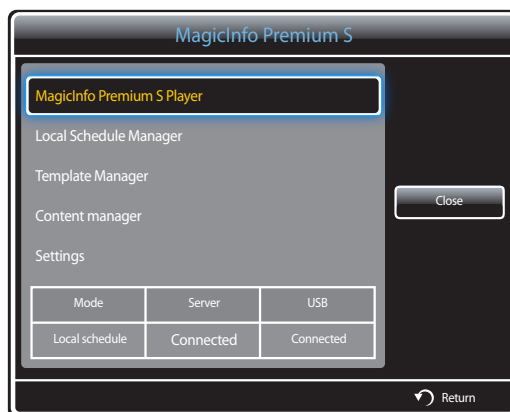 MagicInfo Premium S
MagicInfo Premium S Player
Local Schedule Manager
Template Manager
Content manager
Settings
Close
Mode Server USB
Local schedule Connected Connected
Return